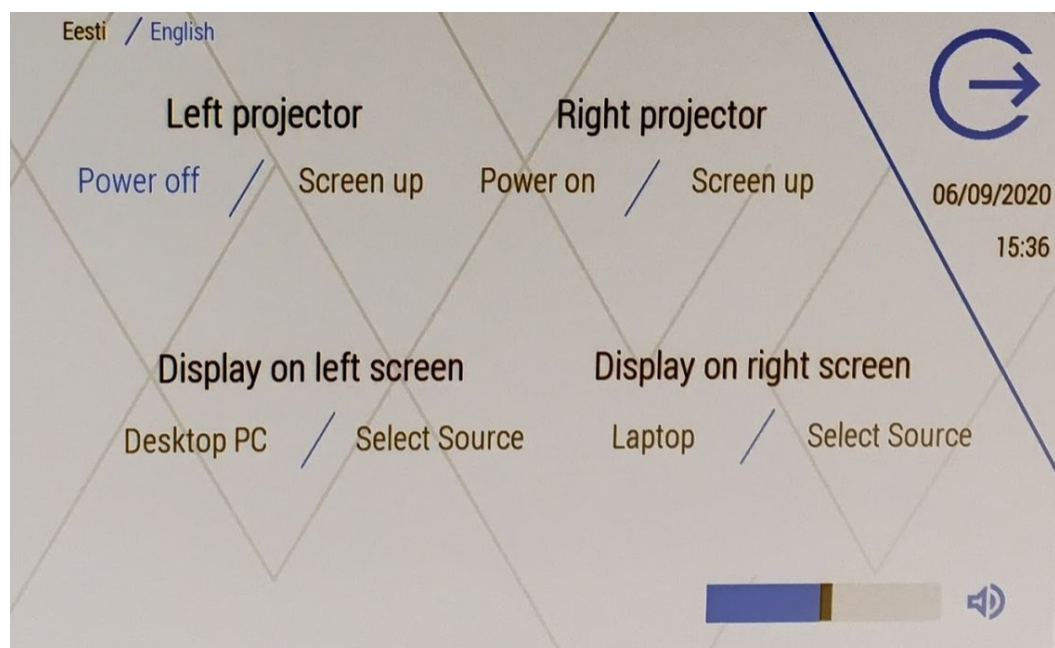 Eesti / English
Left projector
Right projector
Power off / Screen up
Power on / Screen up
06/09/2020
15:36
Display on left screen
Display on right screen
Desktop PC / Select Source
Laptop / Select Source